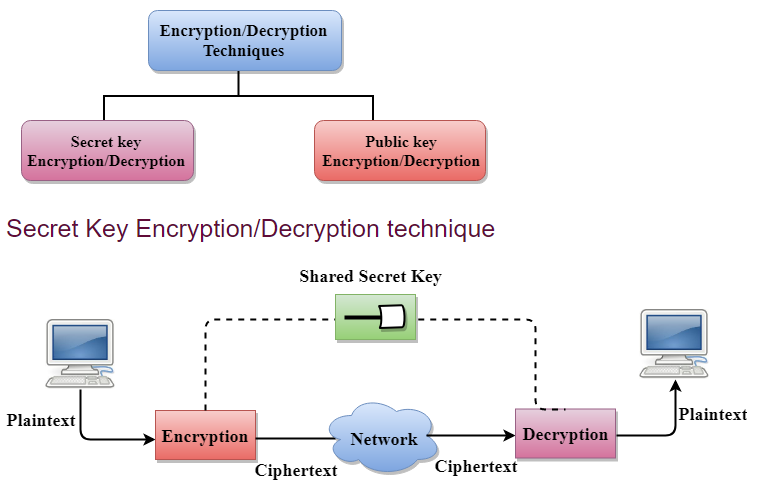 Encryption/Decryption
Techniques
Secret key
Encryption/Decryption
Public key
Encryption/Decryption
Secret Key Encryption/Decryption technique
Shared Secret Key
Plaintext
Encryption
Ciphertext
Network
Ciphertext
Decryption
Plaintext